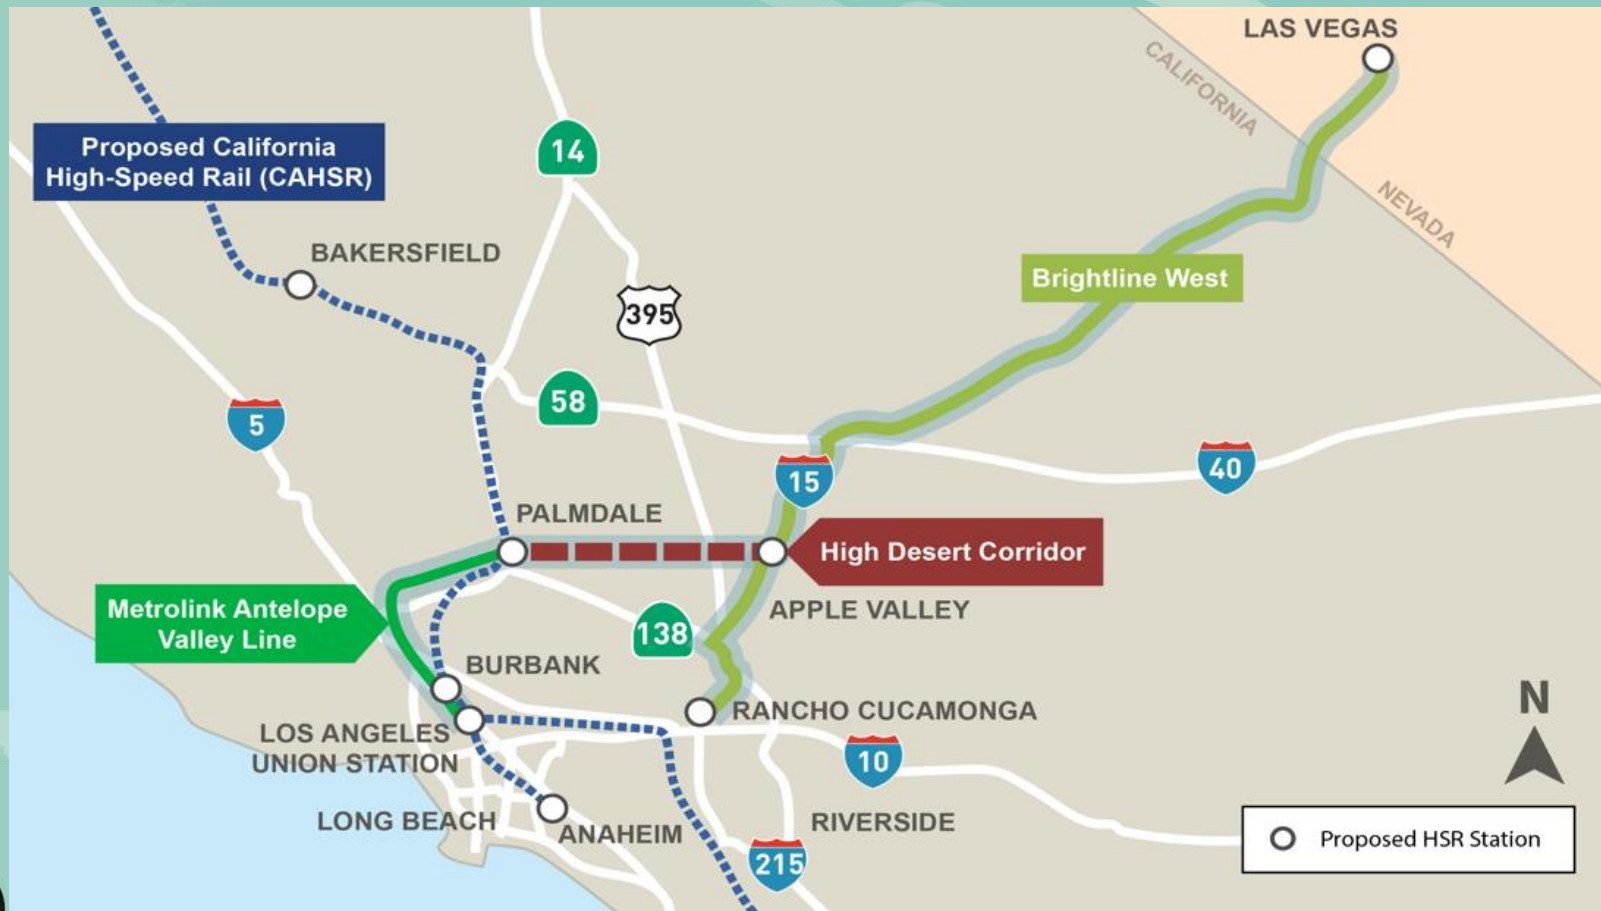 LAS VEGAS
CALIFORNIA
NEVADA
Proposed California
High-Speed Rail (CAHSR)
14
BAKERSFIELD
395
Brightline West
58
5
40
15
PALMDALE
High Desert Corridor
Metrolink Antelope
Valley Line
138
APPLE VALLEY
BURBANK
RANCHO CUCAMONGA
LOS ANGELES
UNION STATION
10
N
LONG BEACH
ANAHEIM
RIVERSIDE
215
Proposed HSR Station